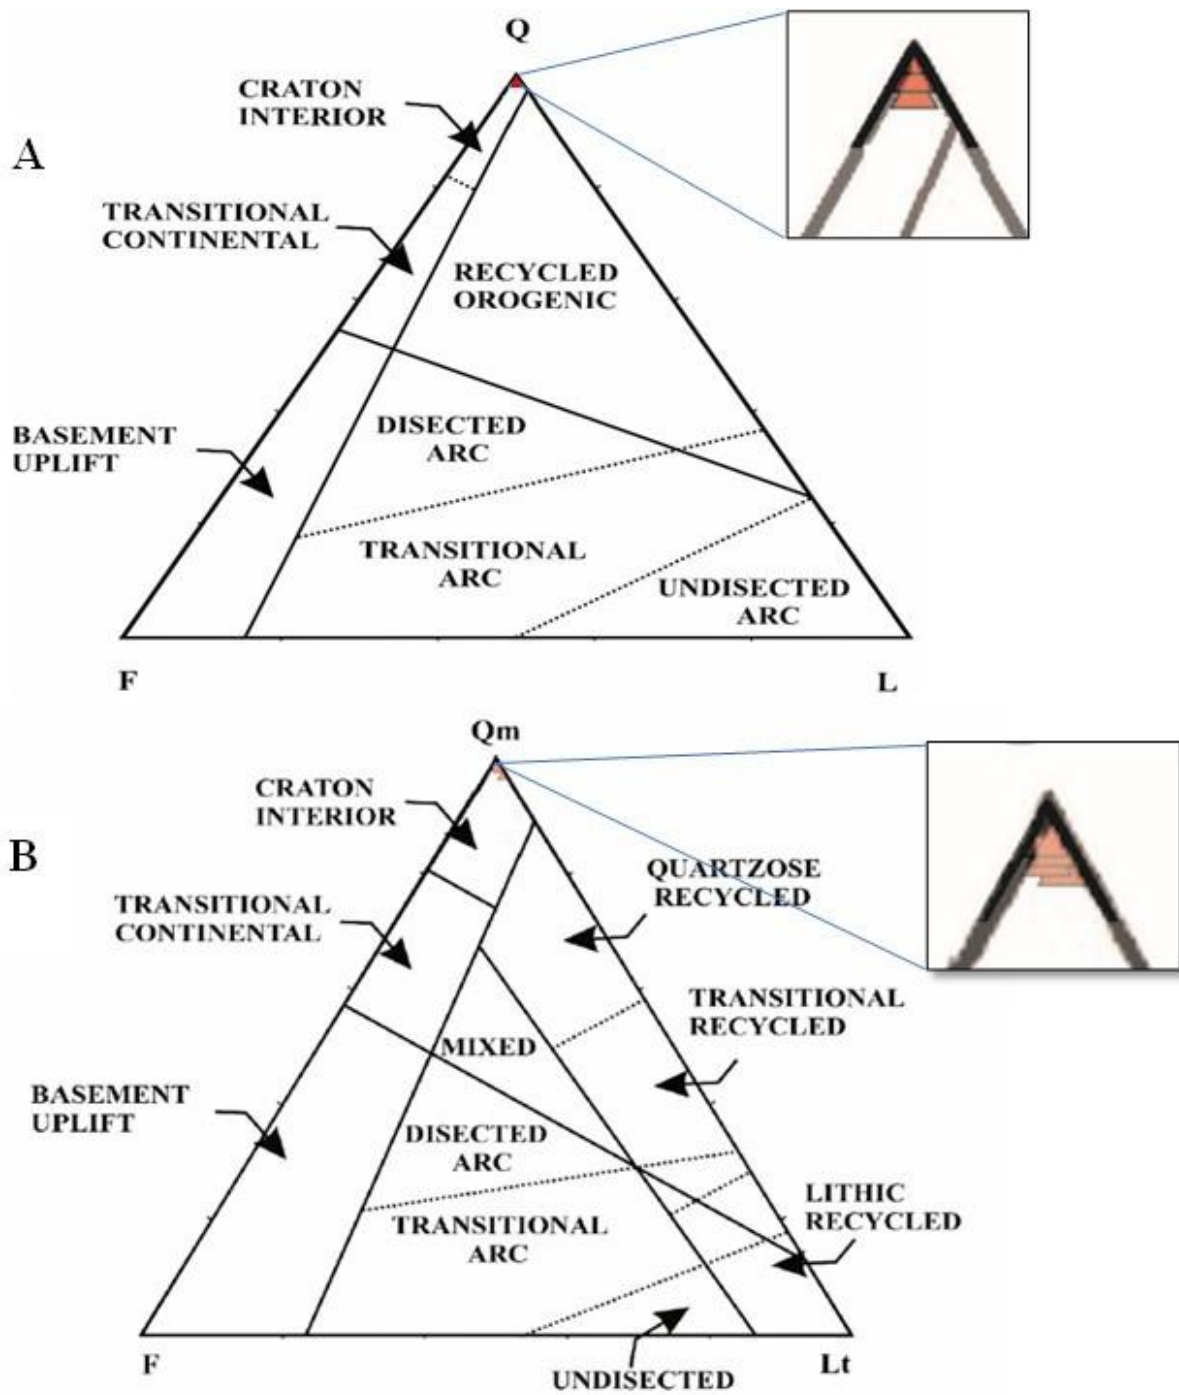 Q
CRATON
INTERIOR
A
TRANSITIONAL
CONTINENTAL
RECYCLED
OROGENIC
BASEMENT
UPLIFT
DISECTED
ARC
TRANSITIONAL
ARC
UNDISECTED
ARC
F
L
Qm
CRATON
INTERIOR
B
QUARTZOSE
RECYCLED
TRANSITIONAL
CONTINENTAL
TRANSITIONAL
RECYCLED
MIXED
BASEMENT
UPLIFT
DISECTED
ARC
LITHIC
RECYCLED
TRANSITIONAL
ARC
F
Lt
UNDISECTED